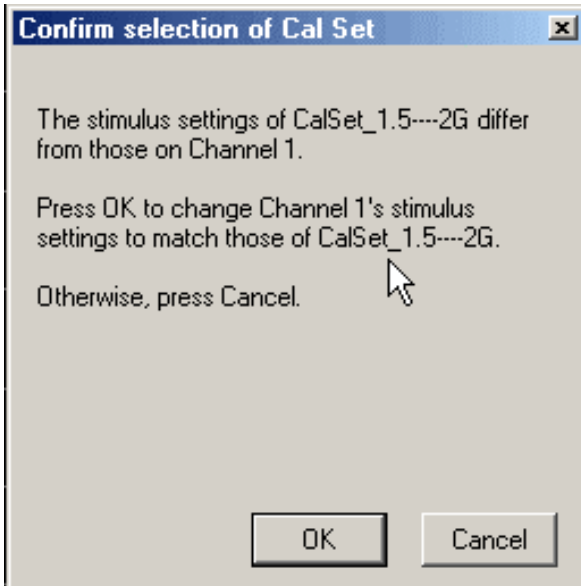 Confirm selection of Cal Set
The stimulus settings of CalSet_1.5----2G differ
from those on Channel 1.
Press OK to change Channel 1's stimulus
settings to match those of CalSet_1.5----2G.
Otherwise, press Cancel.
OK
Cancel